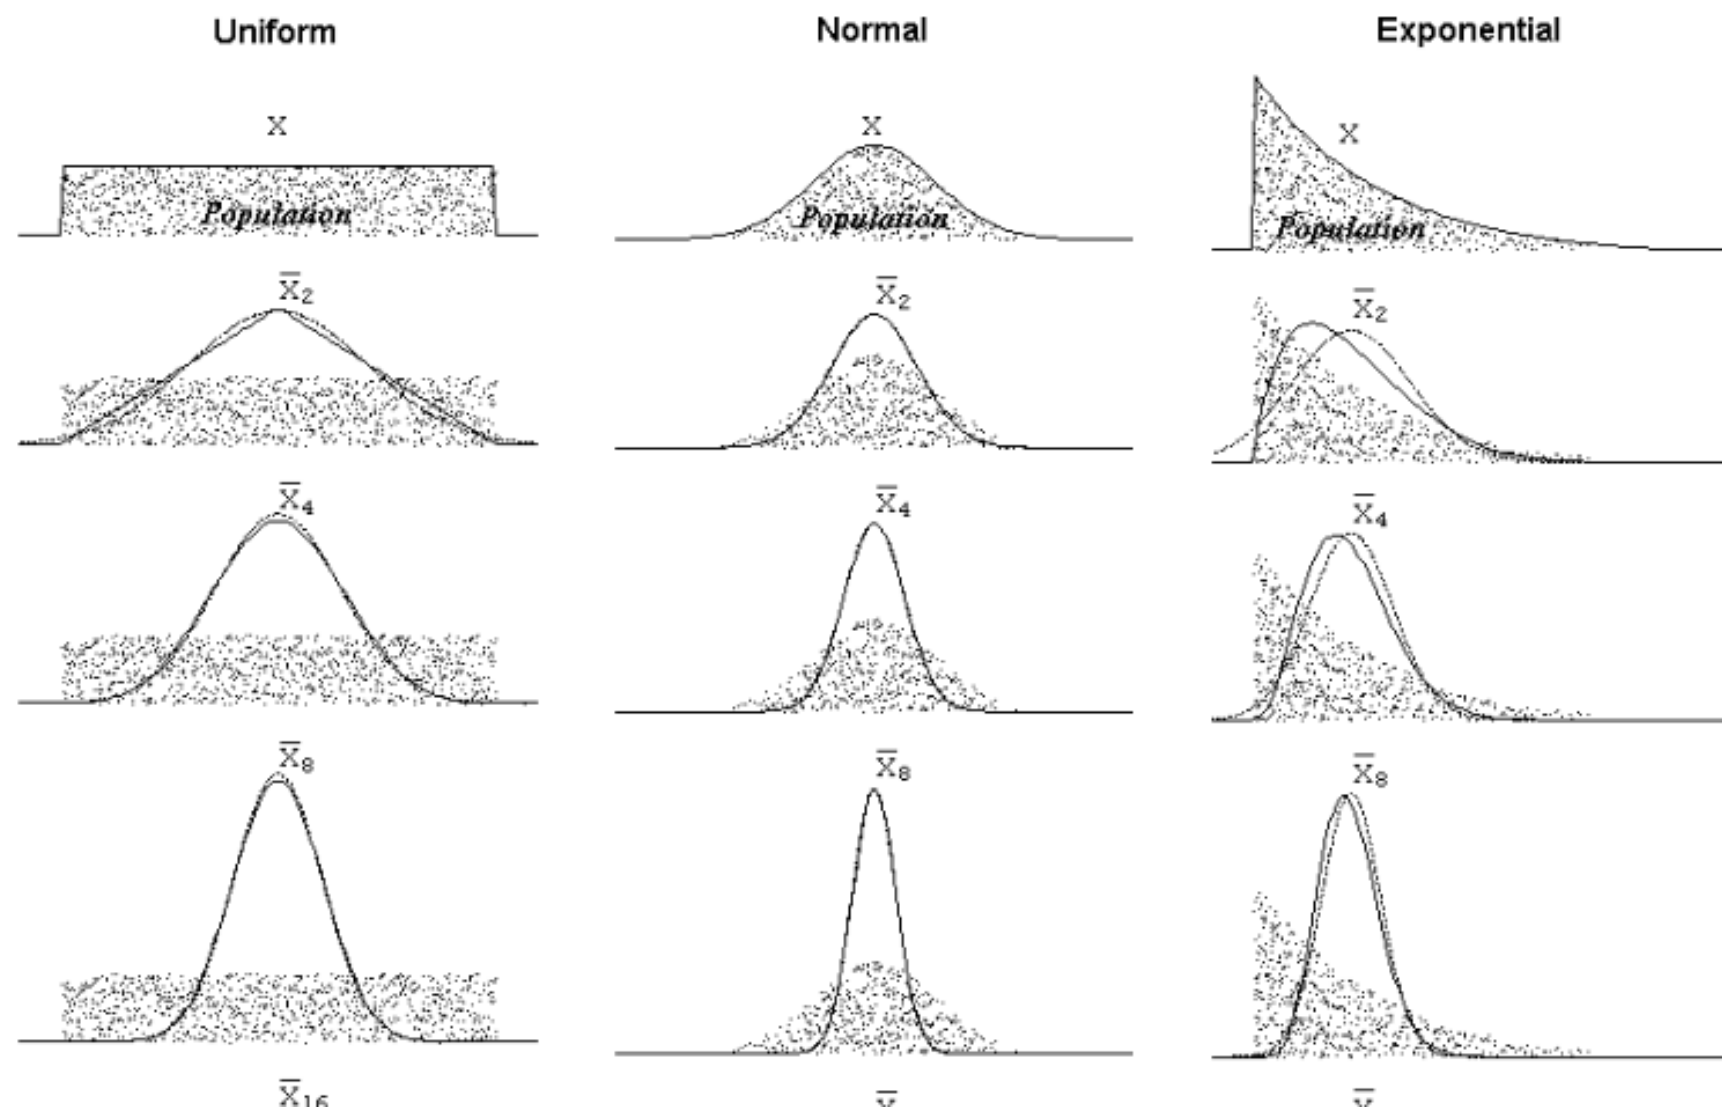 Uniform Normal Exponential
X X X
Population Population Population
X̅₂ X̅₂ X̅₂
X̅₄ X̅₄ X̅₄
X̅₈ X̅₈ X̅₈
X̅₁₆